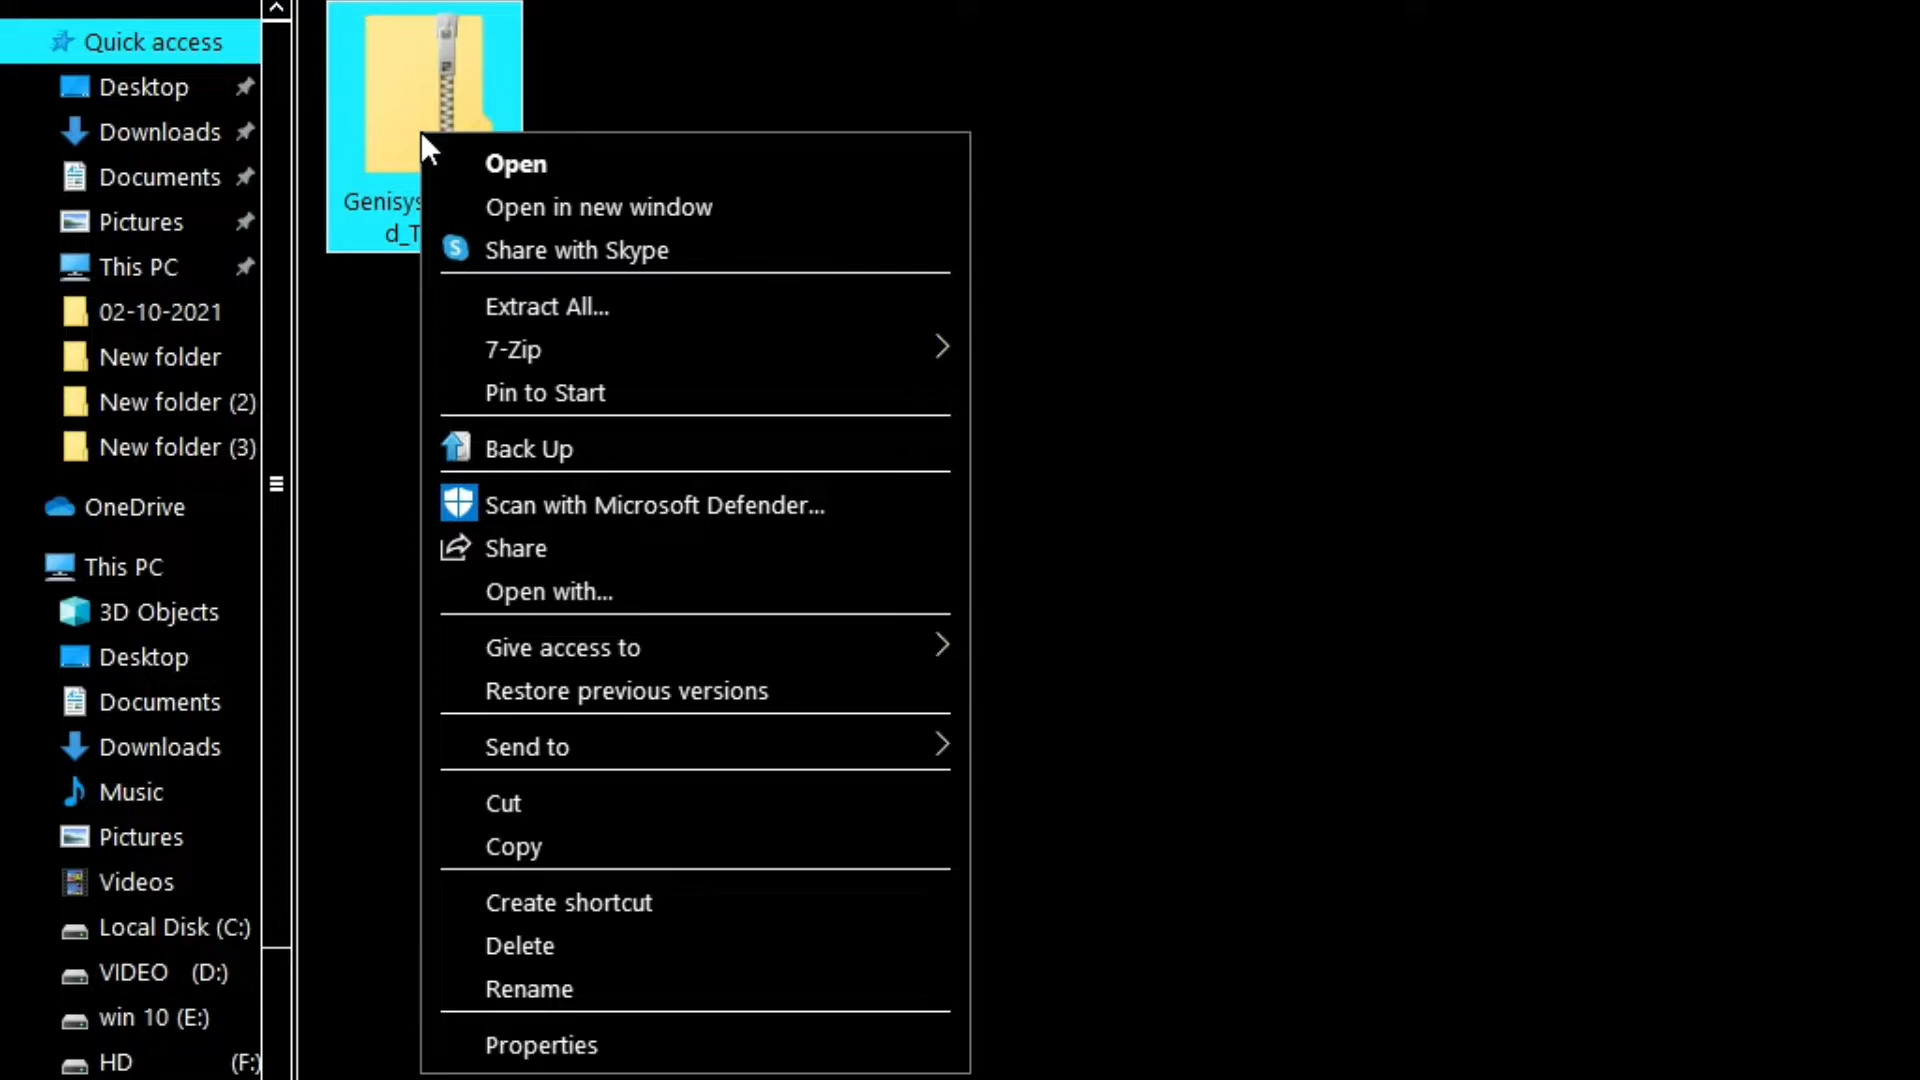 Quick access
Desktop
Downloads
Documents
Pictures
This PC
02-10-2021
New folder
New folder (2)
New folder (3)
OneDrive
This PC
3D Objects
Desktop
Documents
Downloads
Music
Pictures
Videos
Local Disk (C:)
VIDEO (D:)
win 10 (E:)
HD (F:)
Genisys
d_T
Open
Open in new window
Share with Skype
Extract All...
7-Zip
Pin to Start
Back Up
Scan with Microsoft Defender...
Share
Open with...
Give access to
Restore previous versions
Send to
Cut
Copy
Create shortcut
Delete
Rename
Properties